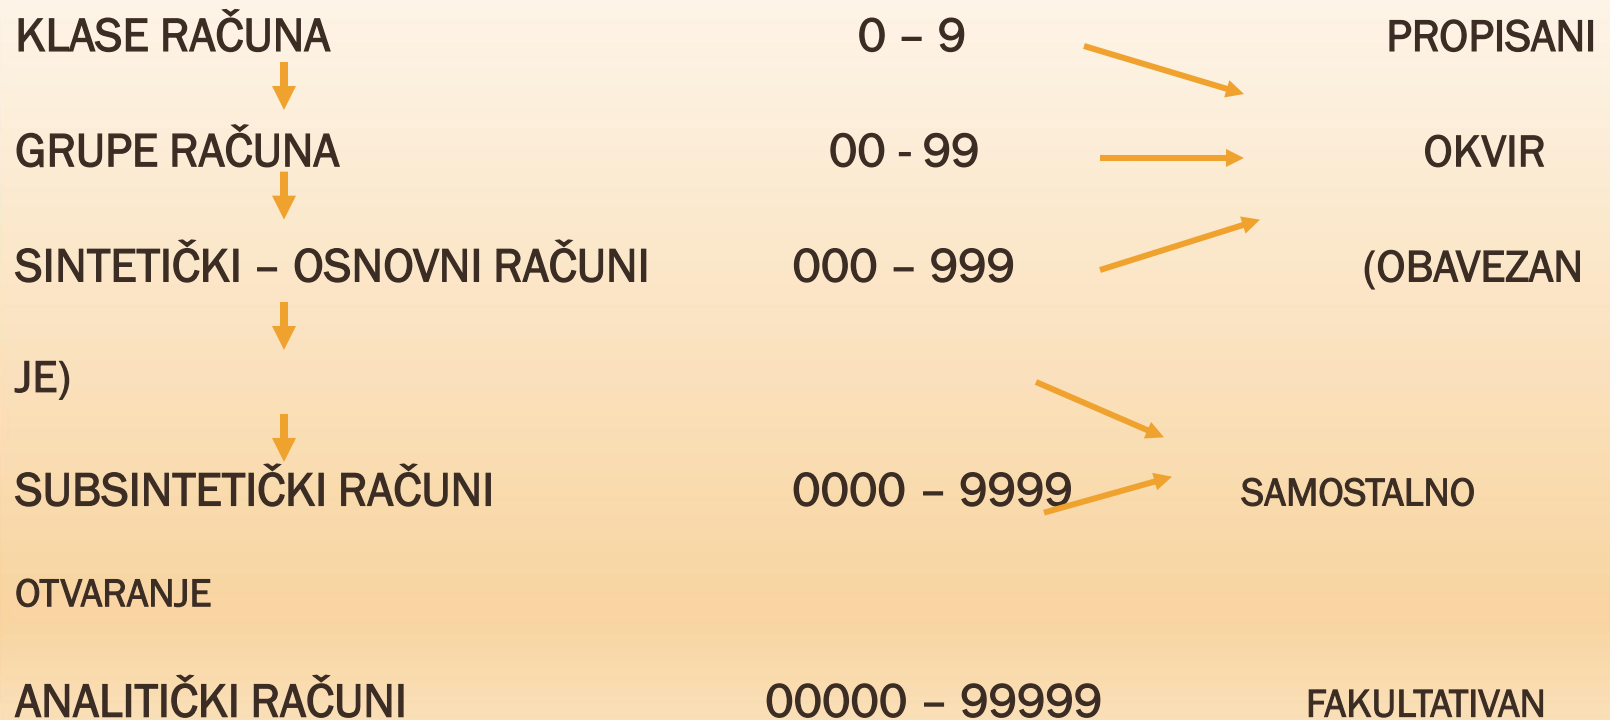 KLASE RAČUNA 0 – 9 PROPISANI
GRUPE RAČUNA 00 - 99 OKVIR
SINTETIČKI – OSNOVNI RAČUNI 000 – 999 (OBAVEZAN
JE)
SUBSINTETIČKI RAČUNI 0000 – 9999 SAMOSTALNO
OTVARANJE
ANALITIČKI RAČUNI 00000 – 99999 FAKULTATIVAN